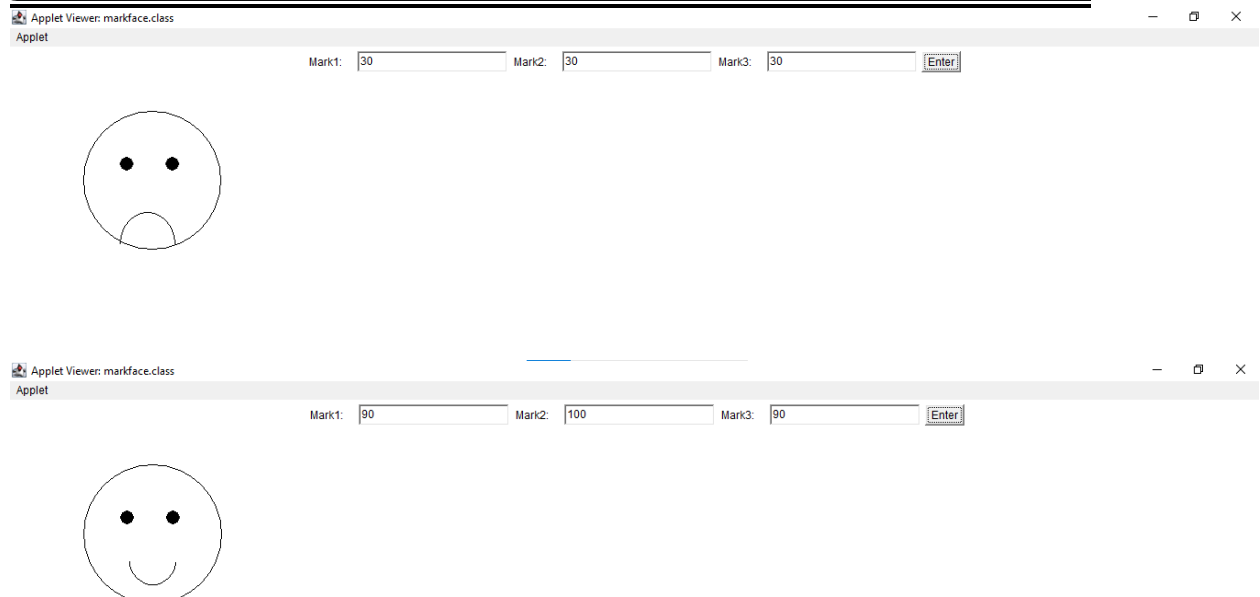 Applet Viewer: markface.class
Applet
Mark1: 30 Mark2: 30 Mark3: 30 Enter
Applet Viewer: markface.class
Applet
Mark1: 90 Mark2: 100 Mark3: 90 Enter